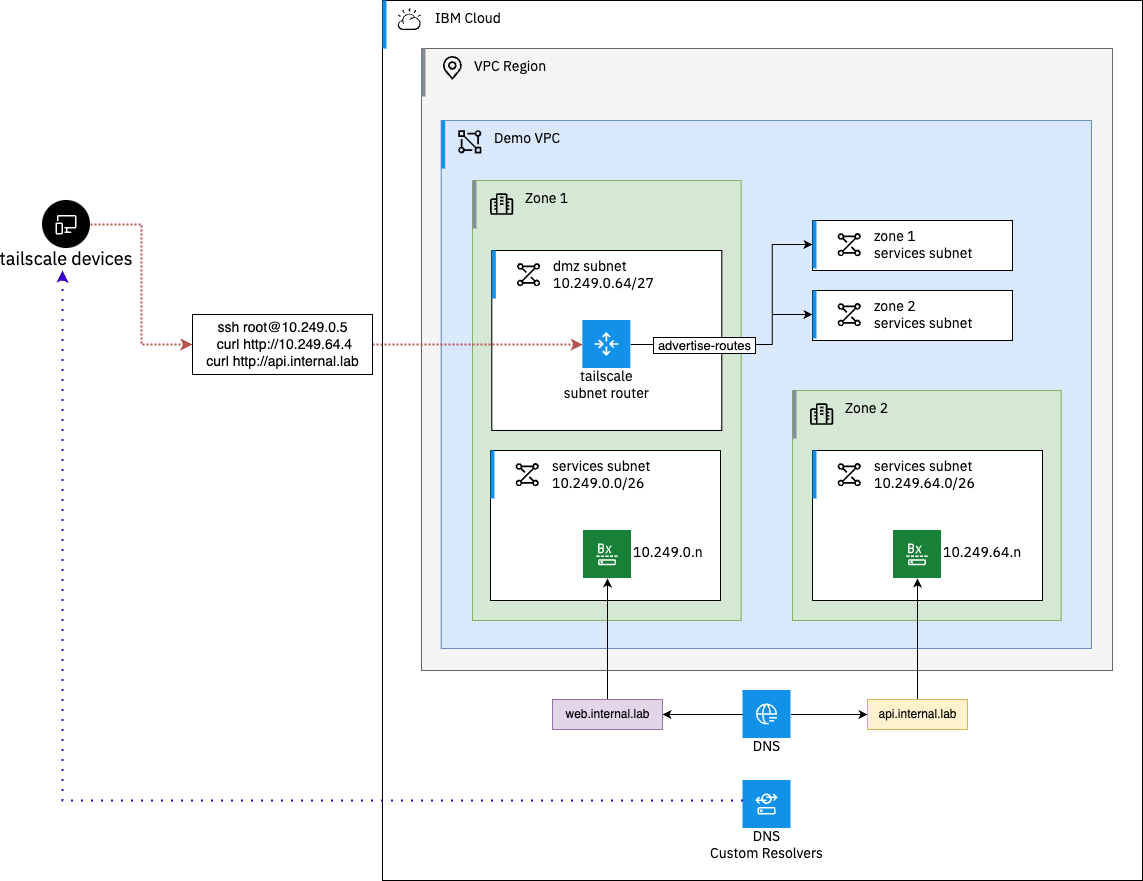 IBM Cloud
VPC Region
Demo VPC
Zone 1
tailscale devices
dmz subnet
10.249.0.64/27
zone 1
services subnet
zone 2
services subnet
ssh root@10.249.0.5
curl http://10.249.64.4
curl http://api.internal.lab
advertise-routes
tailscale
subnet router
Zone 2
services subnet
10.249.0.0/26
services subnet
10.249.64.0/26
Bx
10.249.0.n
Bx
10.249.64.n
web.internal.lab
api.internal.lab
DNS
DNS
Custom Resolvers